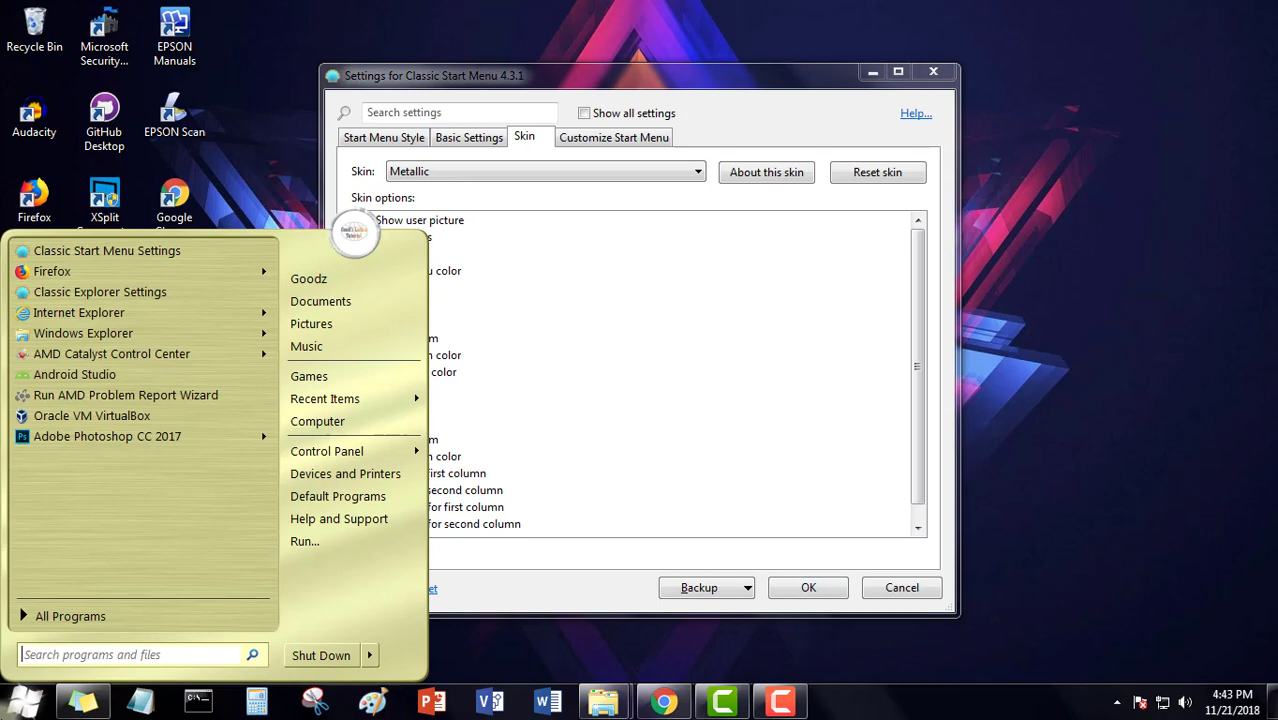 Recycle Bin
Microsoft
Security...
EPSON
Manuals
Audacity
GitHub
Desktop
EPSON Scan
Firefox
XSplit
Google
Settings for Classic Start Menu 4.3.1
Search settings
Show all settings
Help...
Start Menu Style
Basic Settings
Skin
Customize Start Menu
Skin:
Metallic
About this skin
Reset skin
Skin options:
Show user picture
u color
color
color
color
first column
second column
for first column
for second column
Backup
OK
Cancel
Classic Start Menu Settings
Firefox
Classic Explorer Settings
Internet Explorer
Windows Explorer
AMD Catalyst Control Center
Android Studio
Run AMD Problem Report Wizard
Oracle VM VirtualBox
Adobe Photoshop CC 2017
All Programs
Search programs and files
Goodz
Documents
Pictures
Music
Games
Recent Items
Computer
Control Panel
Devices and Printers
Default Programs
Help and Support
Run...
Shut Down
4:43 PM
11/21/2018